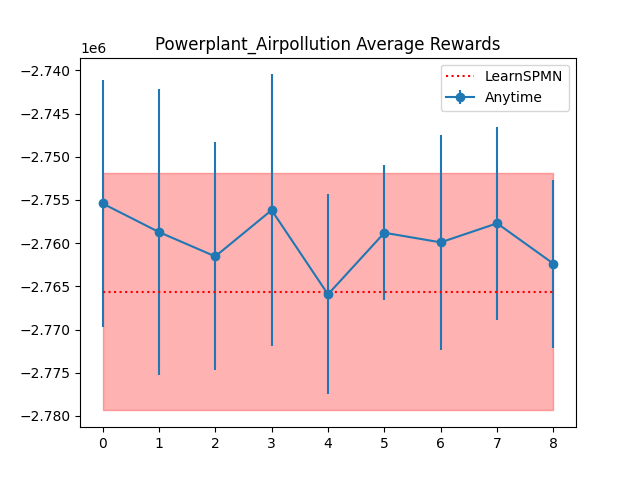 Powerplant_Airpollution Average Rewards
1e6
LearnSPMN
Anytime
−2.740
−2.745
−2.750
−2.755
−2.760
−2.765
−2.770
−2.775
−2.780
0 1 2 3 4 5 6 7 8